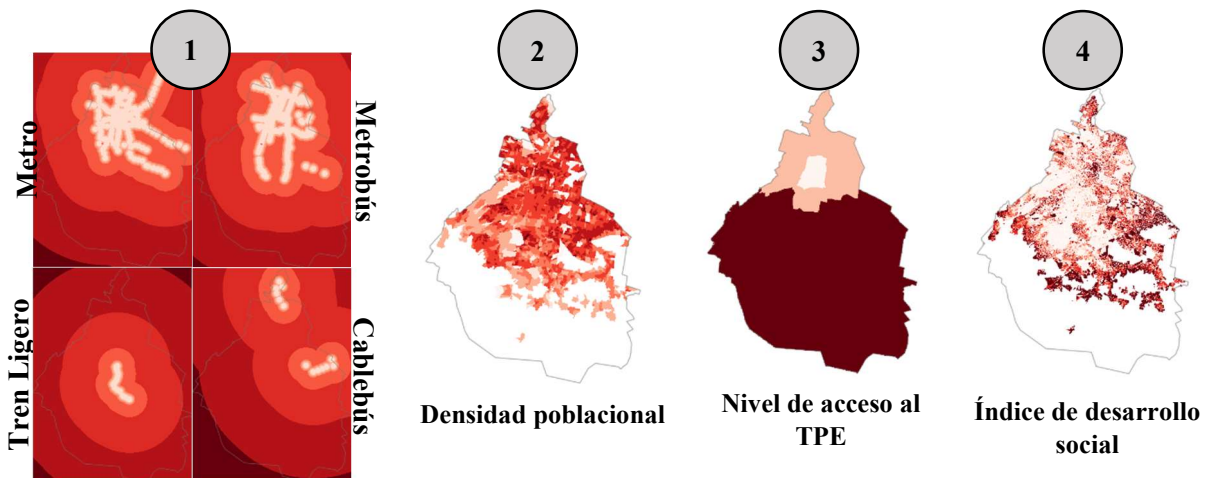 1
2
3
4
Metro
Metrobús
Tren Ligero
Cablebús
Densidad poblacional
Nivel de acceso al
TPE
Índice de desarrollo
social